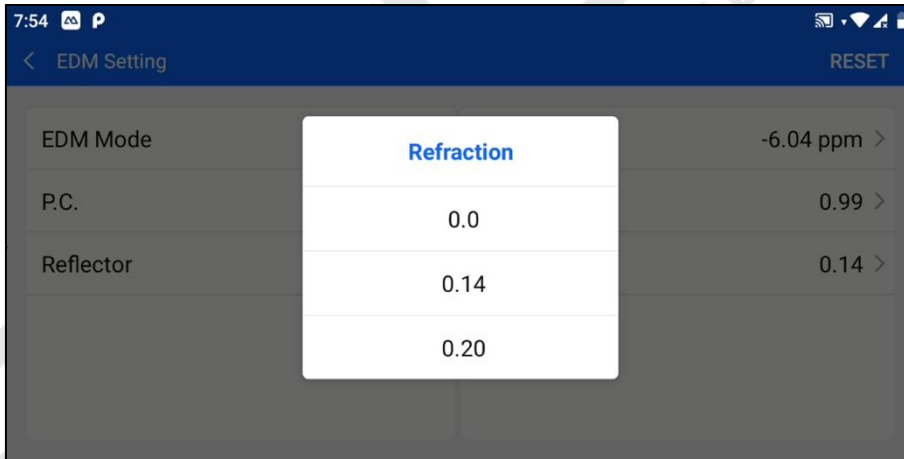 7:54
EDM Setting
RESET
EDM Mode
-6.04 ppm
P.C.
0.99
Reflector
0.14
Refraction
0.0
0.14
0.20